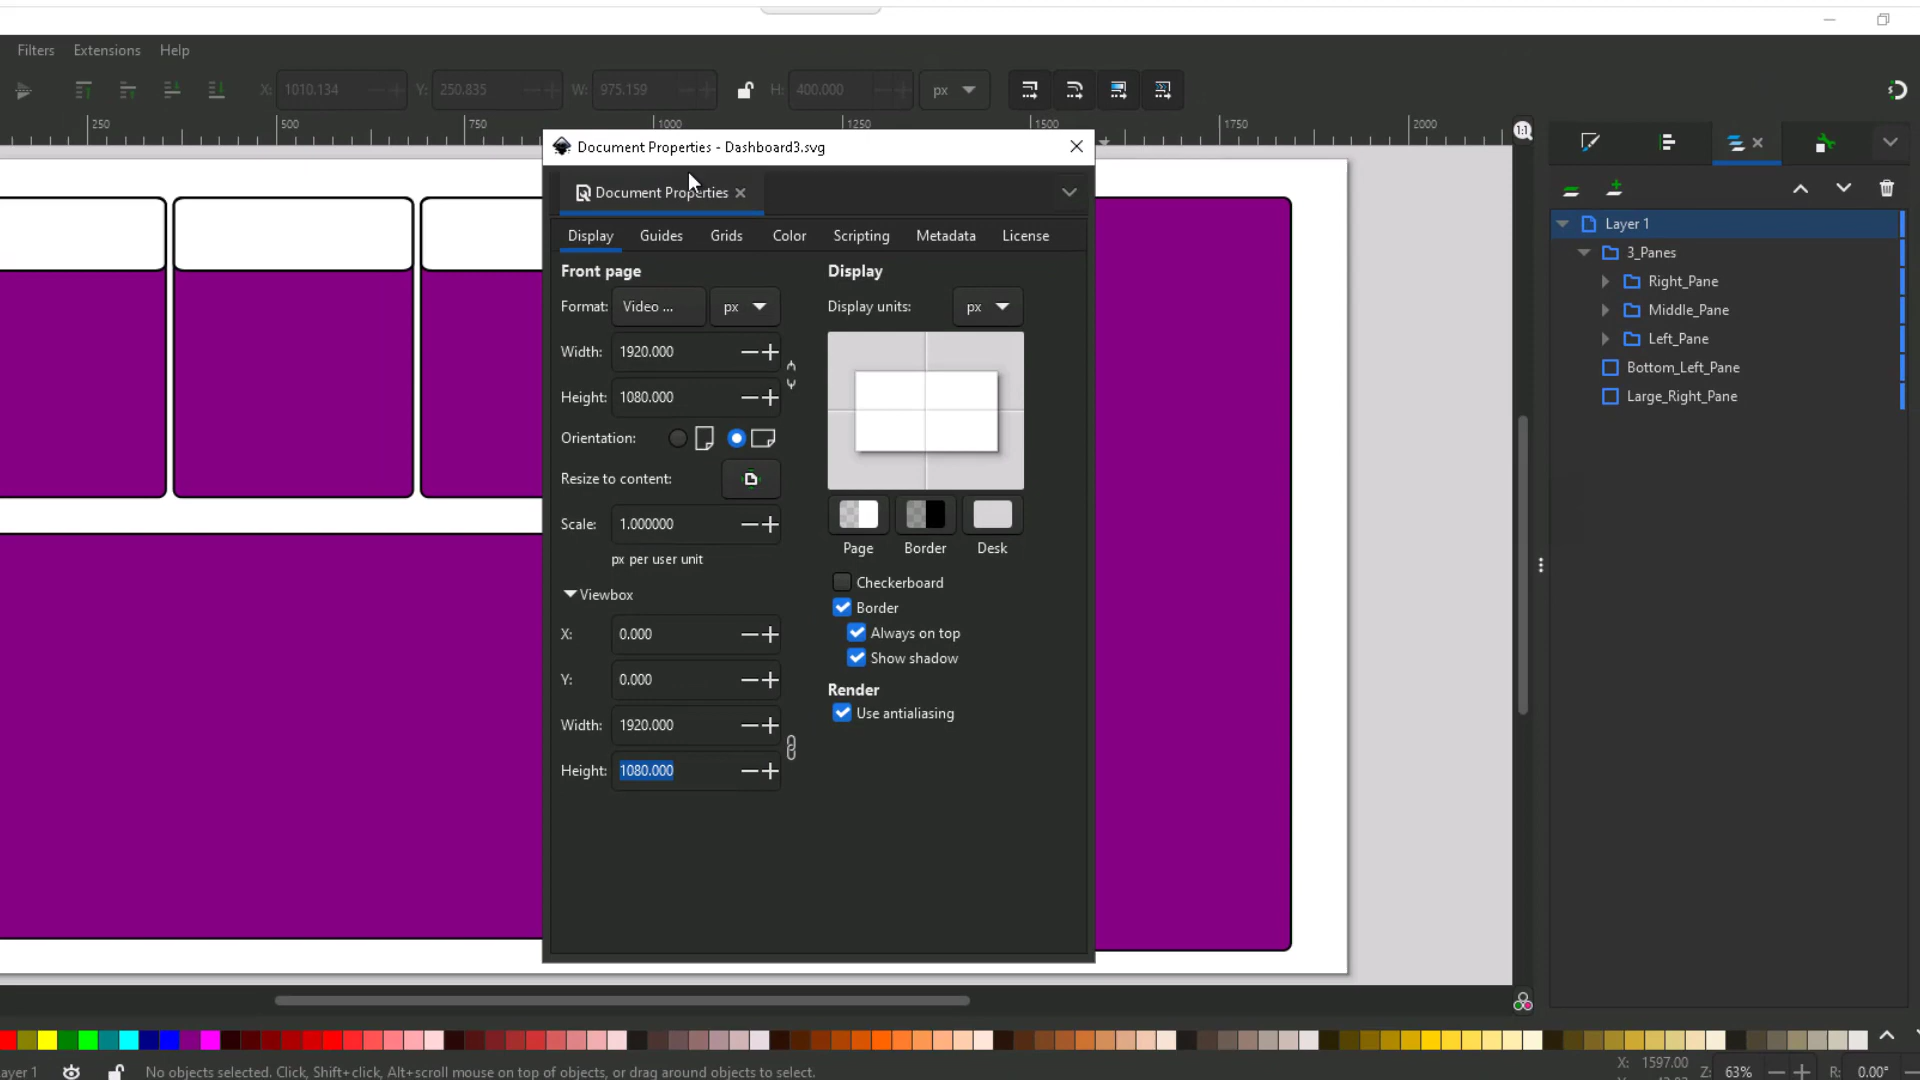 Filters Extensions Help
X: 1010.134 Y: 250.835 W: 975.159 H: 400.000 px
250 500 750 1000 1250 1500 1750 2000
1:1
Document Properties - Dashboard3.svg
Document Properties
Display Guides Grids Color Scripting Metadata License
Front page
Format: Video ... px
Width: 1920.000
Height: 1080.000
Orientation:
Resize to content:
Scale: 1.000000
px per user unit
Viewbox
X: 0.000
Y: 0.000
Width: 1920.000
Height: 1080.000
Display
Display units: px
Page Border Desk
Checkerboard
Border
Always on top
Show shadow
Render
Use antialiasing
Layer 1
3_Panes
Right_Pane
Middle_Pane
Left_Pane
Bottom_Left_Pane
Large_Right_Pane
ayer 1 No objects selected. Click, Shift+click, Alt+scroll mouse on top of objects, or drag around objects to select.
X: 1597.00
Z: 63% R: 0.00°